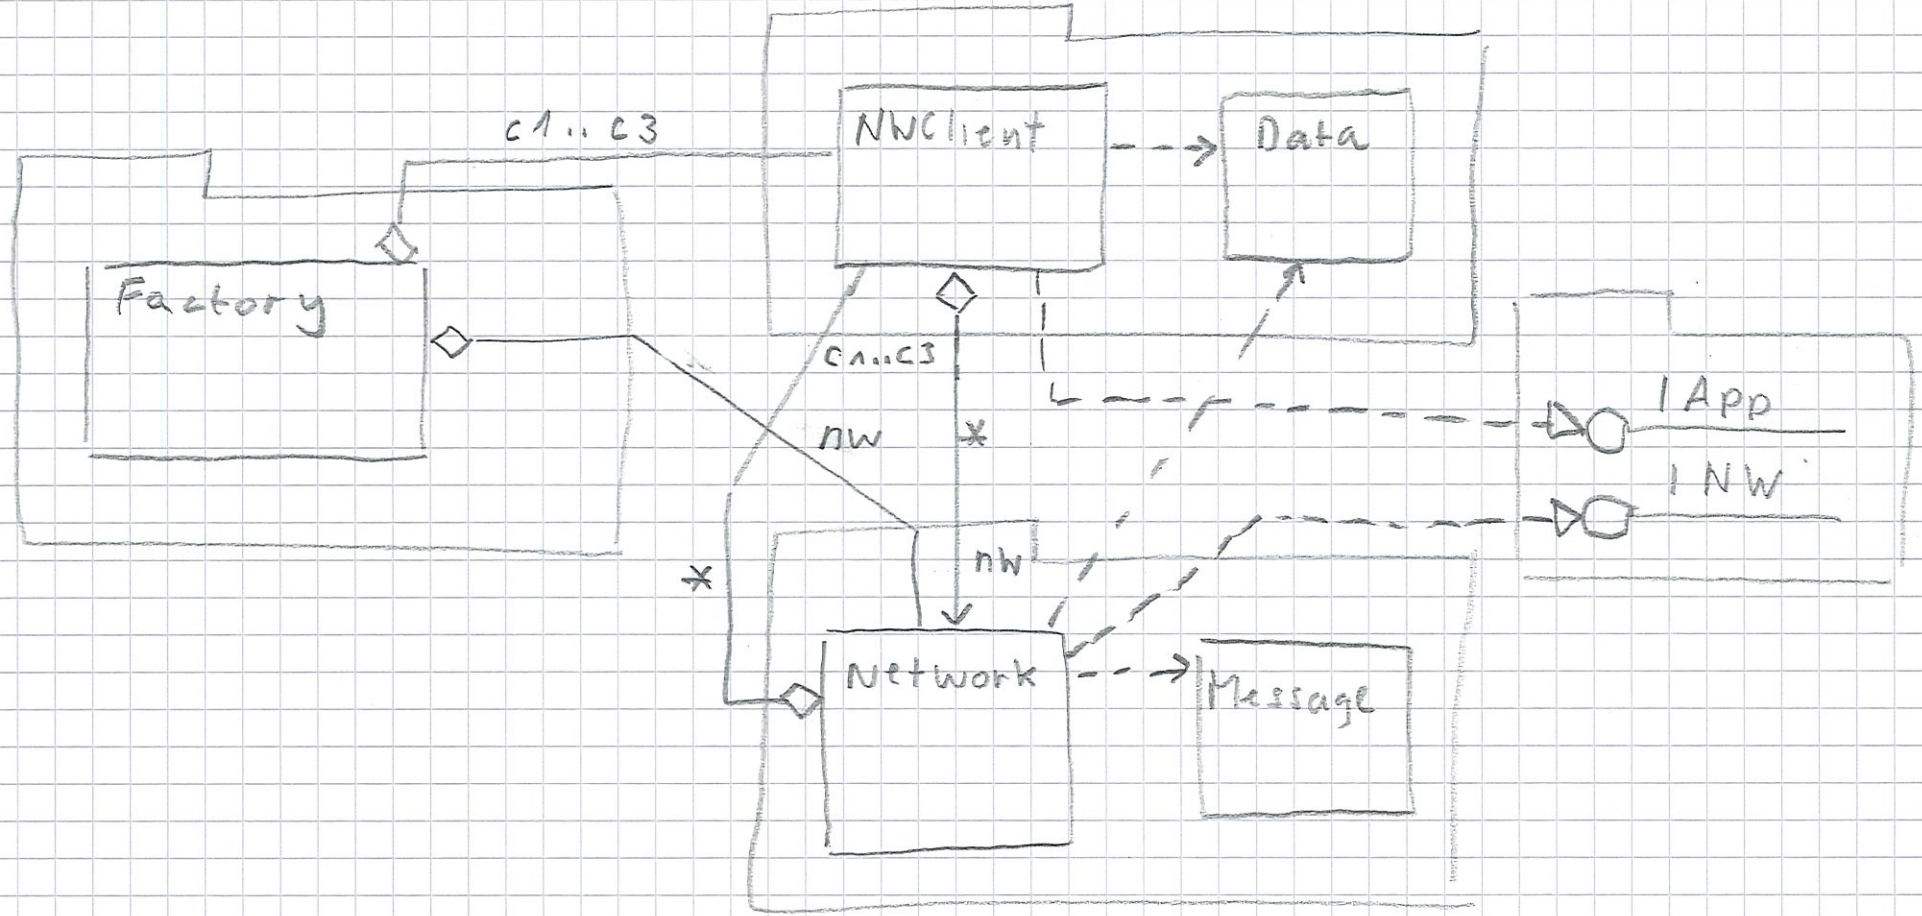 c1..c3
NWClient
Data
Factory
c1..c3
IApp
nw
*
INW
*
nw
Network
Message